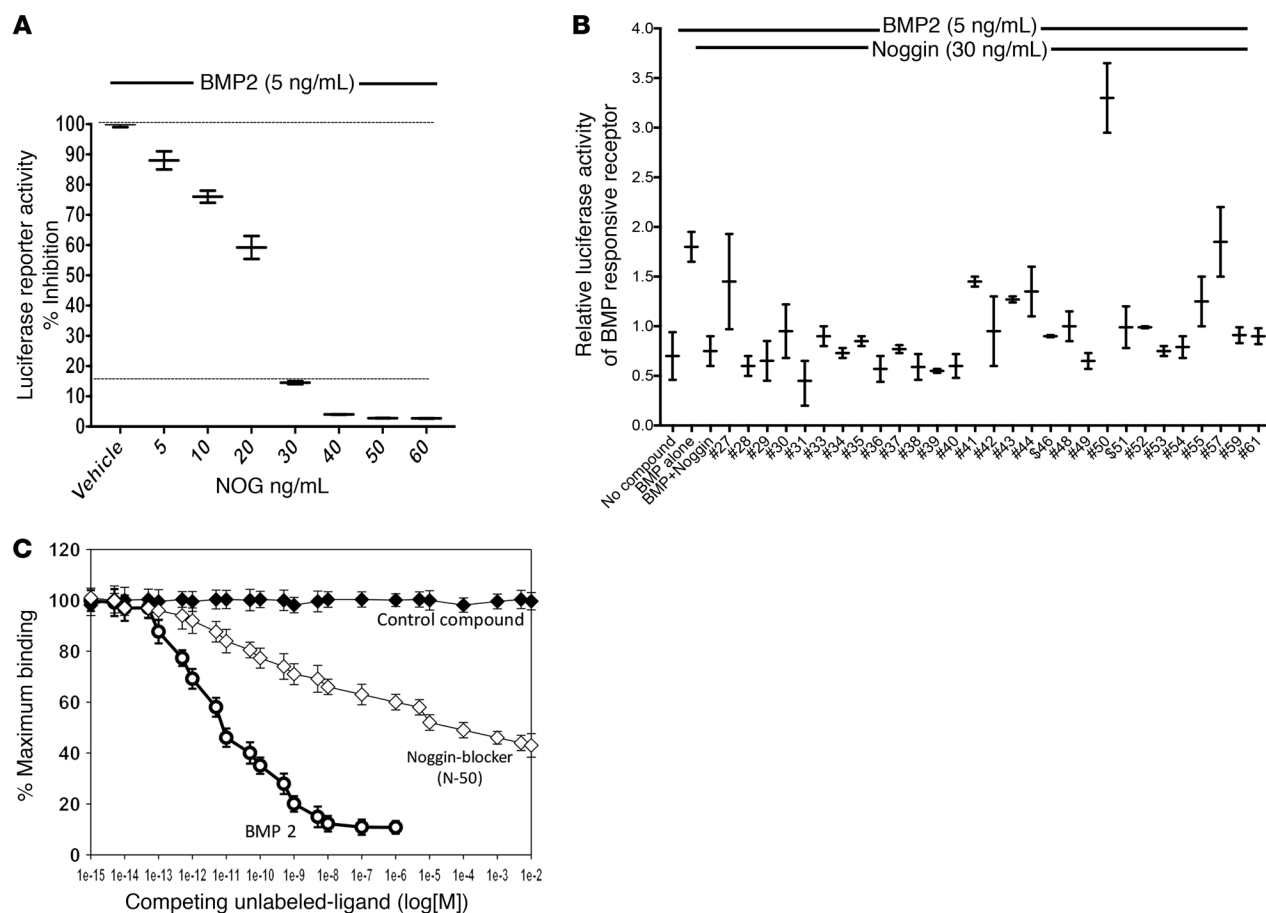 A
BMP2 (5 ng/mL)
Luciferase reporter activity
% Inhibition
100
90
80
70
60
50
40
30
20
10
0
Vehicle
5
10
20
30
40
50
60
NOG ng/mL
B
BMP2 (5 ng/mL)
Noggin (30 ng/mL)
Relative luciferase activity
of BMP responsive receptor
4.0
3.5
3.0
2.5
2.0
1.5
1.0
0.5
0.0
No compound
BMP alone
BMP+Noggin
#27
#28
#29
#30
#31
#33
#34
#35
#36
#37
#38
#39
#40
#41
#42
#43
#44
$46
#48
#49
#50
$51
#52
#53
#54
#55
#57
#59
#61
C
% Maximum binding
120
100
80
60
40
20
0
Control compound
Noggin-blocker
(N-50)
BMP 2
1e-15
1e-14
1e-13
1e-12
1e-11
1e-10
1e-9
1e-8
1e-7
1e-6
1e-5
1e-4
1e-3
1e-2
Competing unlabeled-ligand (log[M])